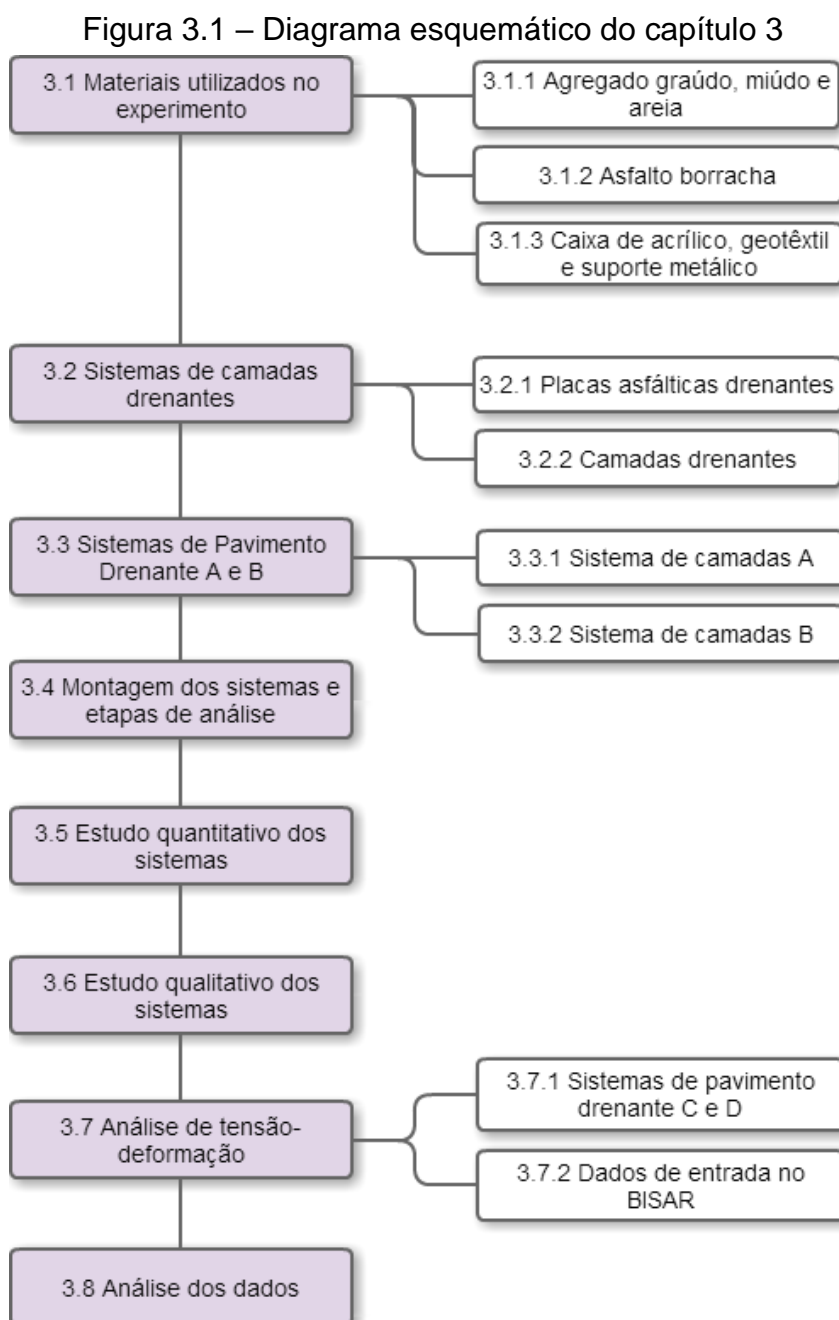 Figura 3.1 – Diagrama esquemático do capítulo 3
3.1 Materiais utilizados no
experimento
3.1.1 Agregado graúdo, miúdo e
areia
3.1.2 Asfalto borracha
3.1.3 Caixa de acrílico, geotêxtil
e suporte metálico
3.2 Sistemas de camadas
drenantes
3.2.1 Placas asfálticas drenantes
3.2.2 Camadas drenantes
3.3 Sistemas de Pavimento
Drenante A e B
3.3.1 Sistema de camadas A
3.3.2 Sistema de camadas B
3.4 Montagem dos sistemas e
etapas de análise
3.5 Estudo quantitativo dos
sistemas
3.6 Estudo qualitativo dos
sistemas
3.7 Análise de tensão-
deformação
3.7.1 Sistemas de pavimento
drenante C e D
3.7.2 Dados de entrada no
BISAR
3.8 Análise dos dados